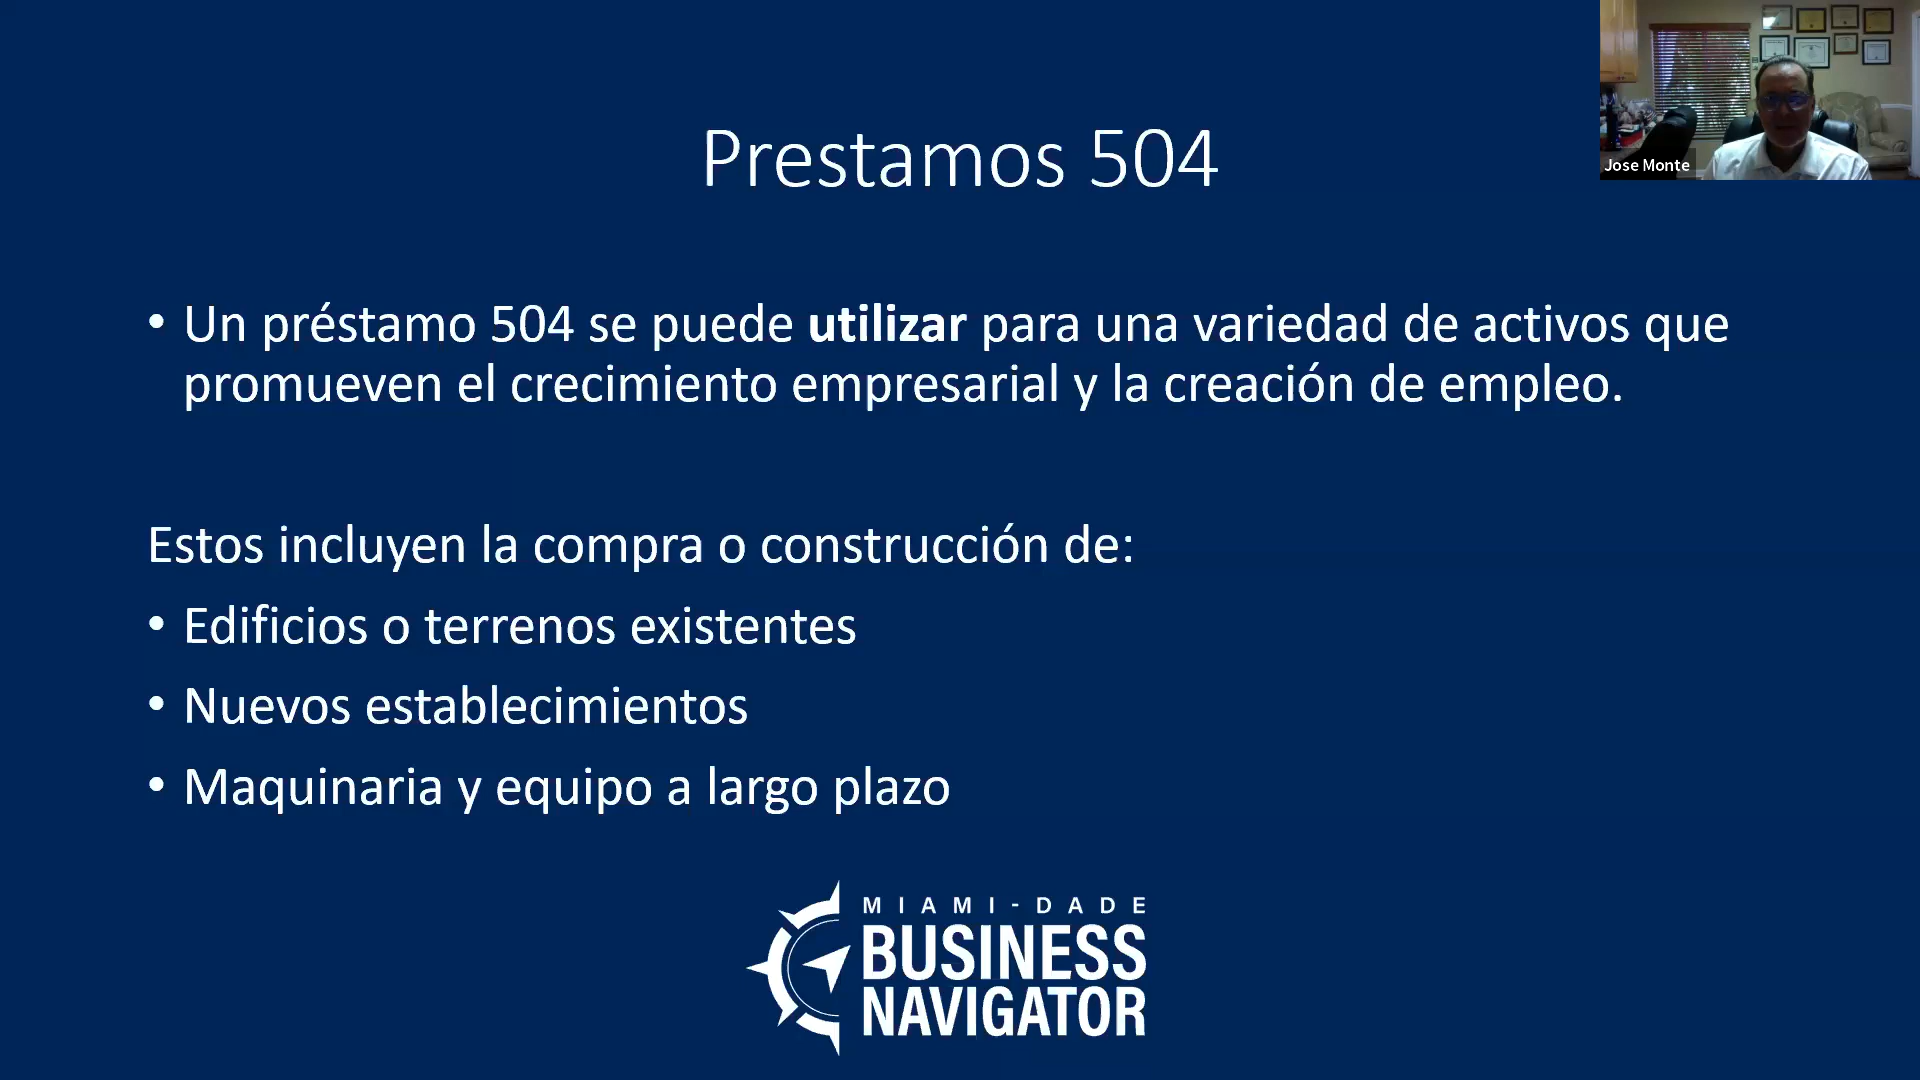 Prestamos 504
Jose Monte
• Un préstamo 504 se puede utilizar para una variedad de activos que
promueven el crecimiento empresarial y la creación de empleo.
Estos incluyen la compra o construcción de:
• Edificios o terrenos existentes
• Nuevos establecimientos
• Maquinaria y equipo a largo plazo
MIAMI-DADE
BUSINESS
NAVIGATOR